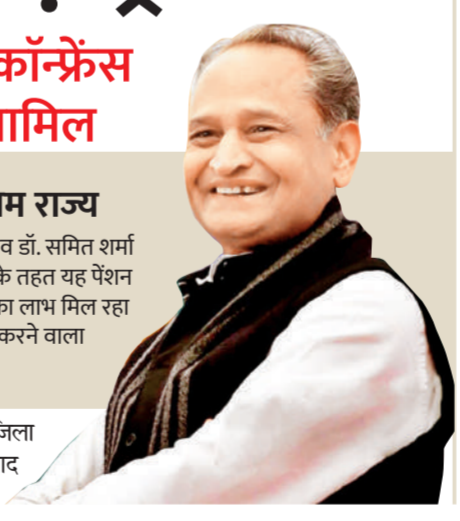 कॉन्फ्रेंस
ामिल
म राज्य
व डॉ. समित शर्मा
के तहत यह पेंशन
का लाभ मिल रहा
करने वाला
जिला
ाद